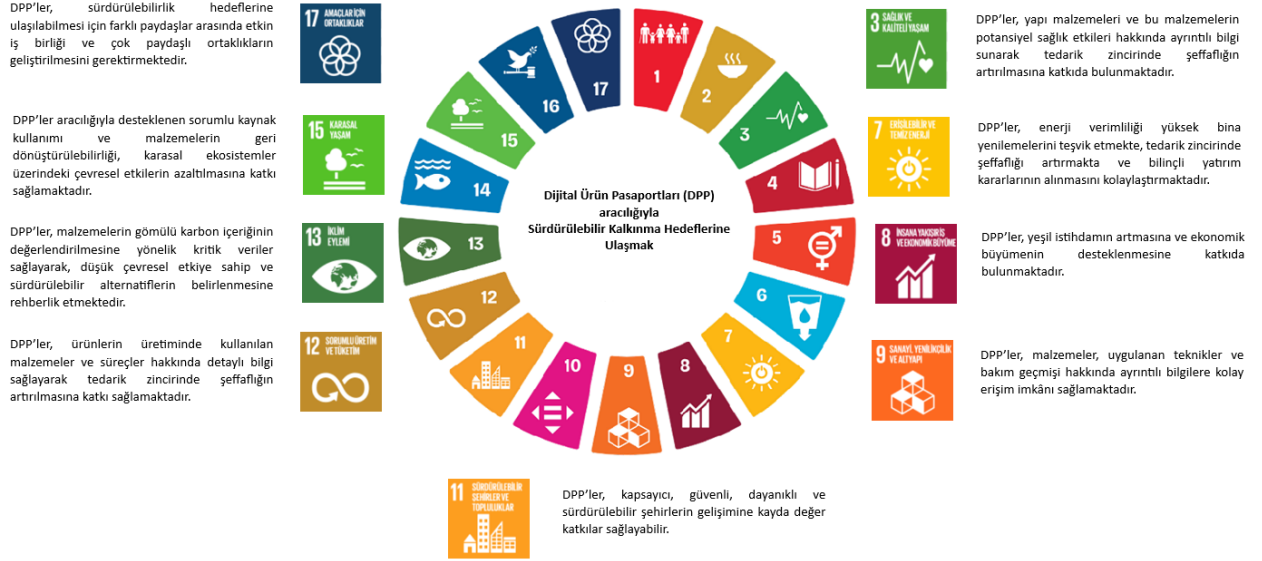 DPP'ler, sürdürülebilirlik hedeflerine
ulaşılabilmesi için farklı paydaşlar arasında etkin
iş birliği ve çok paydaşlı ortaklıkların
geliştirilmesini gerektirmektedir.
17 AMAÇLAR İÇİN
ORTAKLIKLAR
DPP'ler aracılığıyla desteklenen sorumlu kaynak
kullanımı ve malzemelerin geri
dönüştürülebilirliği, karasal ekosistemler
üzerindeki çevresel etkilerin azaltılmasına katkı
sağlamaktadır.
15 KARASAL
YAŞAM
DPP'ler, malzemelerin gömülü karbon içeriğinin
değerlendirilmesine yönelik kritik veriler
sağlayarak, düşük çevresel etkiye sahip ve
sürdürülebilir alternatiflerin belirlenmesine
rehberlik etmektedir.
13 İKLİM
EYLEMİ
DPP'ler, ürünlerin üretiminde kullanılan
malzemeler ve süreçler hakkında detaylı bilgi
sağlayarak tedarik zincirinde şeffaflığın
artırılmasına katkı sağlamaktadır.
12 SORUMLU ÜRETİM
VE TÜKETİM
1
2
3
4
5
6
7
8
9
10
11
12
13
14
15
16
17
Dijital Ürün Pasaportları (DPP)
aracılığıyla
Sürdürülebilir Kalkınma Hedeflerine
Ulaşmak
3 SAĞLIK VE
KALİTELİ YAŞAM
DPP'ler, yapı malzemeleri ve bu malzemelerin
potansiyel sağlık etkileri hakkında ayrıntılı bilgi
sunarak tedarik zincirinde şeffaflığın
artırılmasına katkıda bulunmaktadır.
7 ERİŞİLEBİLİR VE
TEMİZ ENERJİ
DPP'ler, enerji verimliliği yüksek bina
yenilemelerini teşvik etmekte, tedarik zincirinde
şeffaflığı artırmakta ve bilinçli yatırım
kararlarının alınmasını kolaylaştırmaktadır.
8 İNSANA YAKIŞIR İŞ
VE EKONOMİK BÜYÜME
DPP'ler, yeşil istihdamın artmasına ve ekonomik
büyümenin desteklenmesine katkıda
bulunmaktadır.
9 SANAYİ, YENİLİKÇİLİK
VE ALTYAPI
DPP'ler, malzemeler, uygulanan teknikler ve
bakım geçmişi hakkında ayrıntılı bilgilere kolay
erişim imkânı sağlamaktadır.
11 SÜRDÜRÜLEBİLİR
ŞEHİRLER VE
TOPLULUKLAR
DPP'ler, kapsayıcı, güvenli, dayanıklı ve
sürdürülebilir şehirlerin gelişimine kayda değer
katkılar sağlayabilir.